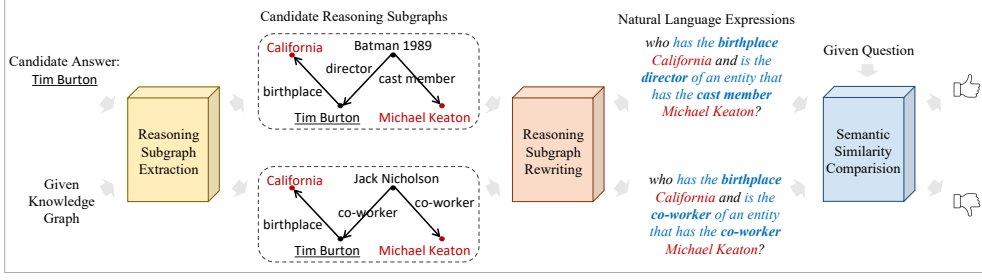 Candidate Reasoning Subgraphs
Natural Language Expressions
Candidate Answer:
Tim Burton
Given
Knowledge
Graph
Reasoning
Subgraph
Extraction
California
Batman 1989
director
cast member
birthplace
Tim Burton
Michael Keaton
California
Jack Nicholson
co-worker
co-worker
birthplace
Tim Burton
Michael Keaton
Reasoning
Subgraph
Rewriting
who has the birthplace
California and is the
director of an entity that
has the cast member
Michael Keaton?
who has the birthplace
California and is the
co-worker of an entity
that has the co-worker
Michael Keaton?
Given Question
Semantic
Similarity
Comparision